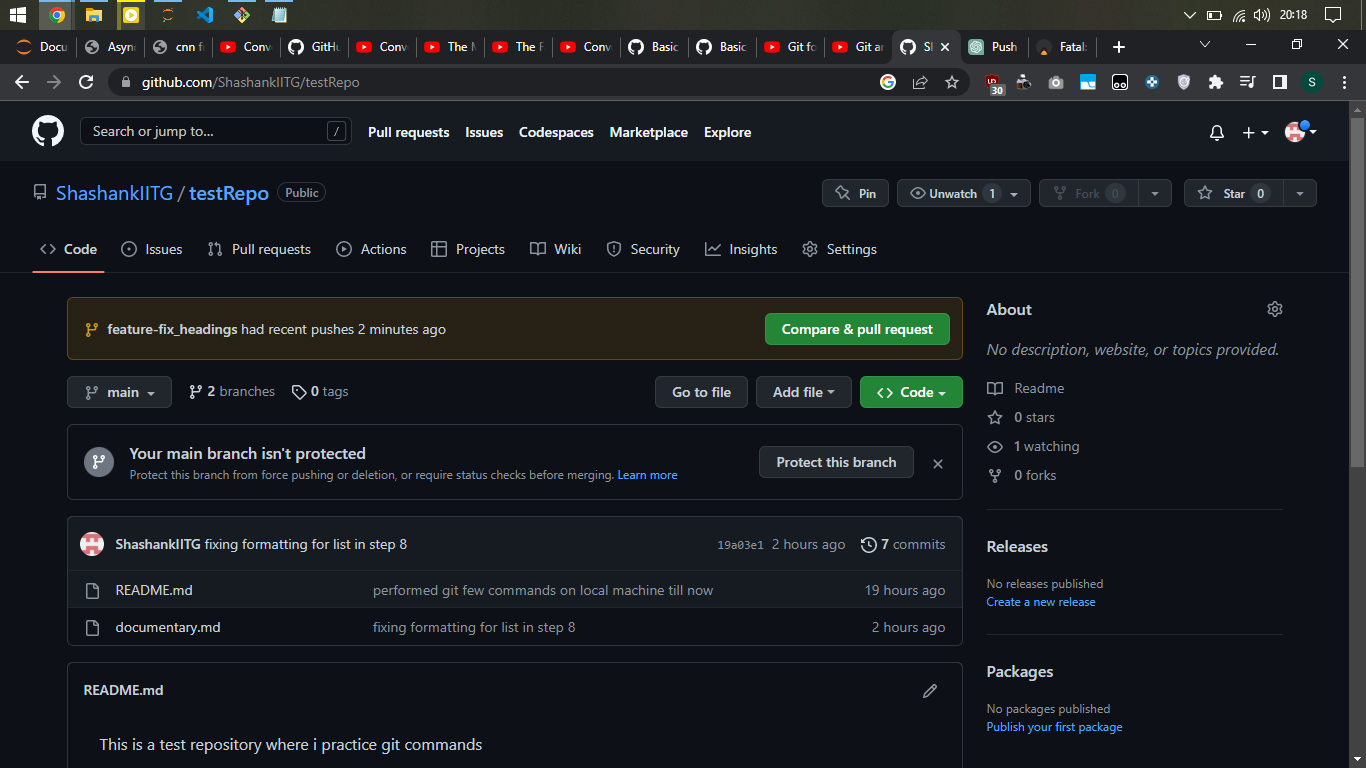 20:18
Docu
Async
cnn f
Conv
GitHu
Conv
The M
The F
Conv
Basic
Basic
Git fo
Git an
Sh
Push
Fatal:
github.com/ShashankIITG/testRepo
30
S
Search or jump to...
/
Pull requests
Issues
Codespaces
Marketplace
Explore
ShashankIITG / testRepo
Public
Pin
Unwatch 1
Fork 0
Star 0
Code
Issues
Pull requests
Actions
Projects
Wiki
Security
Insights
Settings
feature-fix_headings had recent pushes 2 minutes ago
Compare & pull request
main
2 branches
0 tags
Go to file
Add file
Code
Your main branch isn't protected
Protect this branch from force pushing or deletion, or require status checks before merging. Learn more
Protect this branch
ShashankIITG fixing formatting for list in step 8
19a03e1 2 hours ago
7 commits
README.md
performed git few commands on local machine till now
19 hours ago
documentary.md
fixing formatting for list in step 8
2 hours ago
README.md
This is a test repository where i practice git commands
About
No description, website, or topics provided.
Readme
0 stars
1 watching
0 forks
Releases
No releases published
Create a new release
Packages
No packages published
Publish your first package